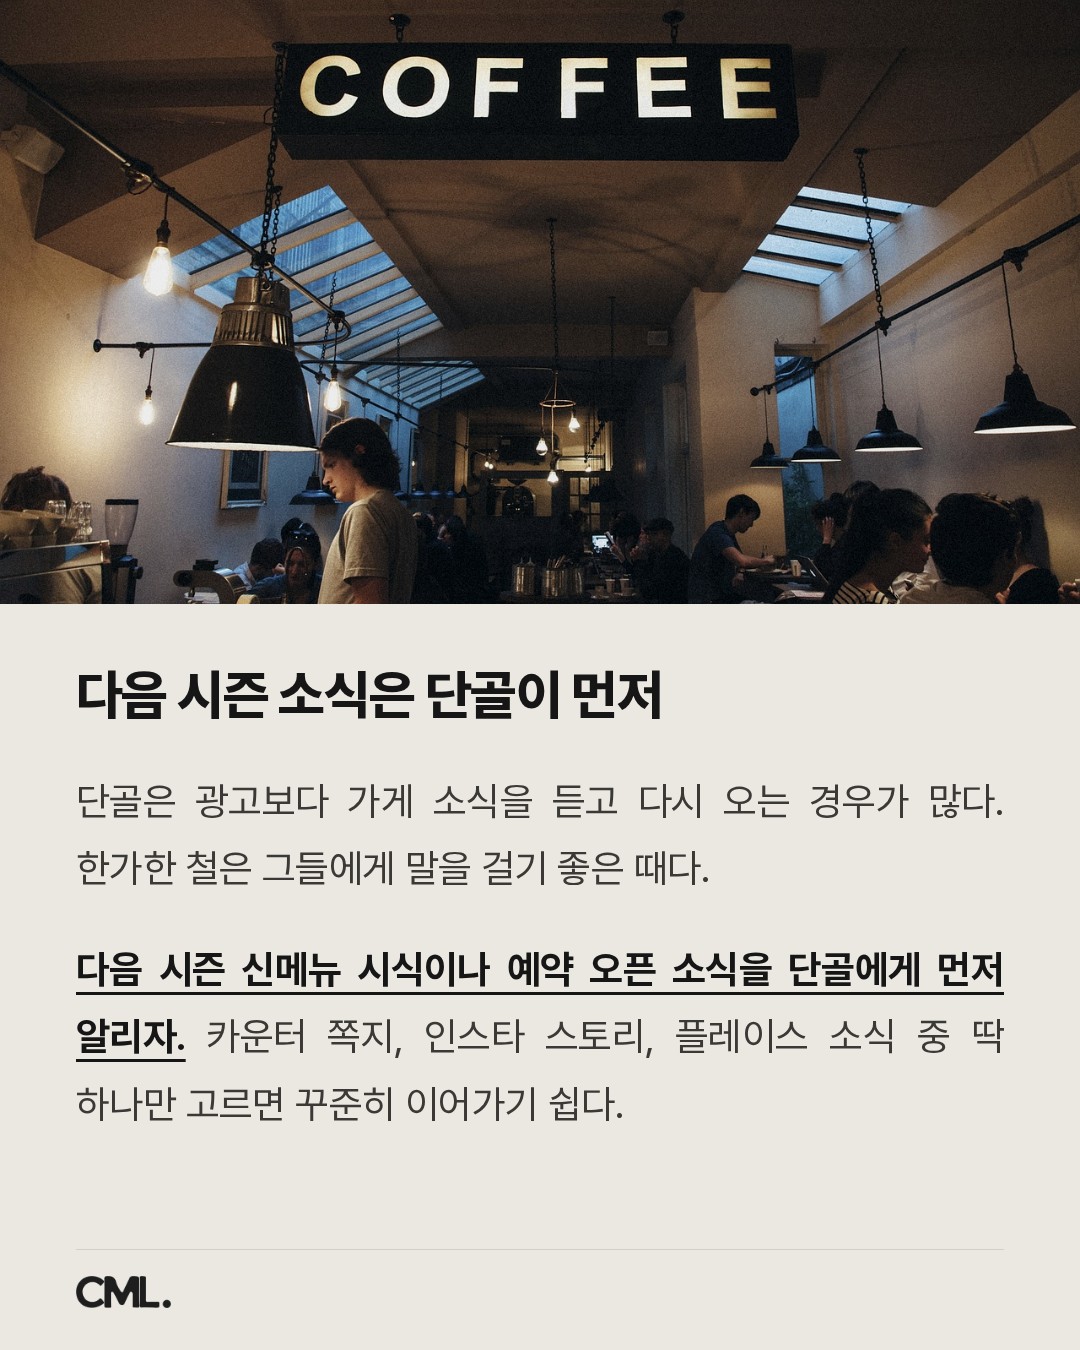 COFFEE
다음 시즌 소식은 단골이 먼저
단골은 광고보다 가게 소식을 듣고 다시 오는 경우가 많다.
한가한 철은 그들에게 말을 걸기 좋은 때다.
다음 시즌 신메뉴 시식이나 예약 오픈 소식을 단골에게 먼저
알리자. 카운터 쪽지, 인스타 스토리, 플레이스 소식 중 딱
하나만 고르면 꾸준히 이어가기 쉽다.
CML.